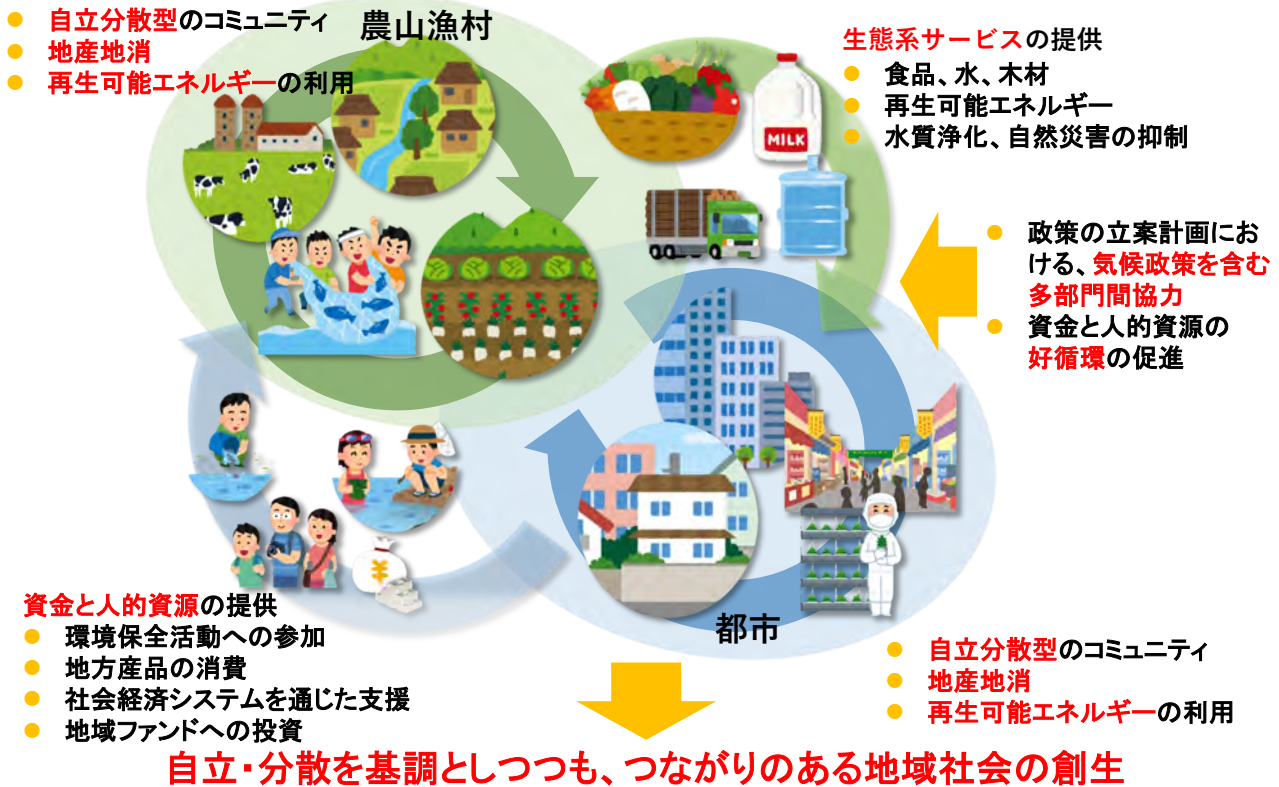 農山漁村
● 自立分散型のコミュニティ
● 地産地消
● 再生可能エネルギーの利用
生態系サービスの提供
● 食品、水、木材
● 再生可能エネルギー
● 水質浄化、自然災害の抑制
MILK
● 政策の立案計画にお
ける、気候政策を含む
多部門間協力
● 資金と人的資源の
好循環の促進
¥
資金と人的資源の提供
● 環境保全活動への参加
● 地方産品の消費
● 社会経済システムを通じた支援
● 地域ファンドへの投資
都市
● 自立分散型のコミュニティ
● 地産地消
● 再生可能エネルギーの利用
自立・分散を基調としつつも、つながりのある地域社会の創生